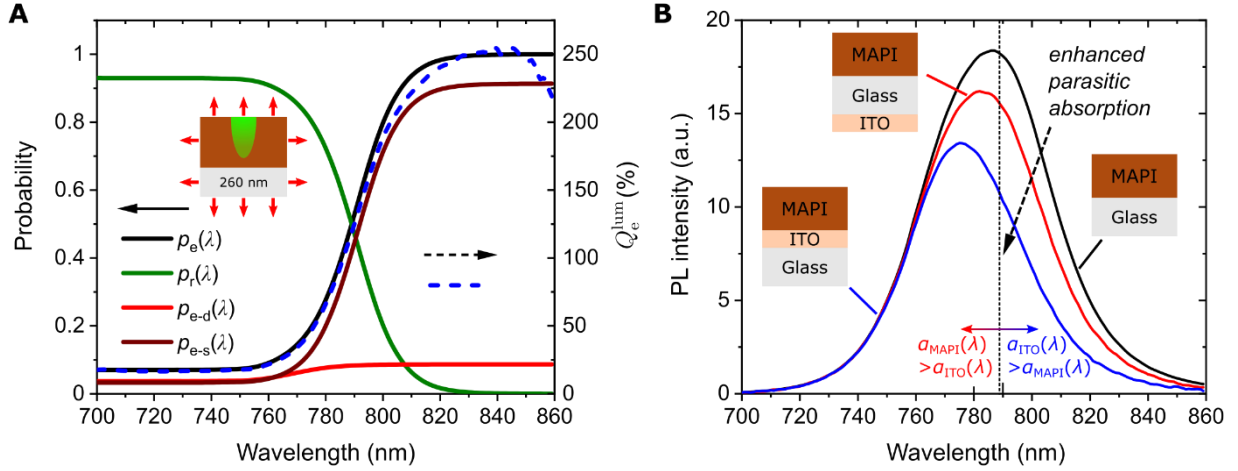 A
1
0.8
0.6
0.4
0.2
0
Probability
260 nm
pe(λ)
pr(λ)
pe-d(λ)
pe-s(λ)
250
200
150
100
50
0
Qelum (%)
700 720 740 760 780 800 820 840 860
Wavelength (nm)
B
20
15
10
5
0
PL intensity (a.u.)
MAPI
Glass
ITO
enhanced
parasitic
absorption
MAPI
Glass
MAPI
ITO
Glass
aMAPI(λ)
>aITO(λ)
aITO(λ)
>aMAPI(λ)
700 720 740 760 780 800 820 840 860
Wavelength (nm)